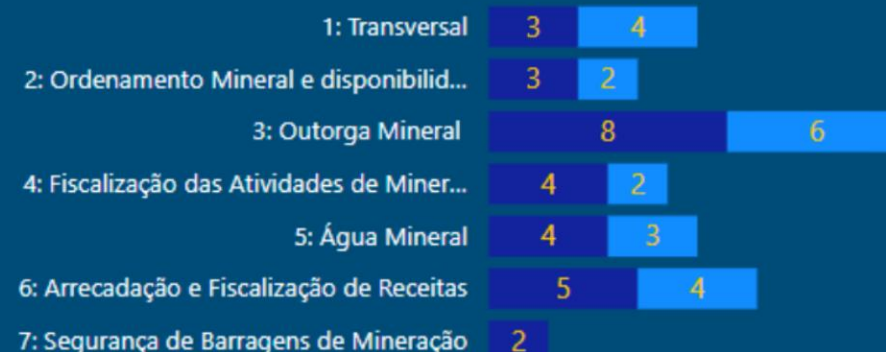 1: Transversal 3 4
2: Ordenamento Mineral e disponibilid... 3 2
3: Outorga Mineral 8 6
4: Fiscalização das Atividades de Miner... 4 2
5: Água Mineral 4 3
6: Arrecadação e Fiscalização de Receitas 5 4
7: Segurança de Barragens de Mineração 2